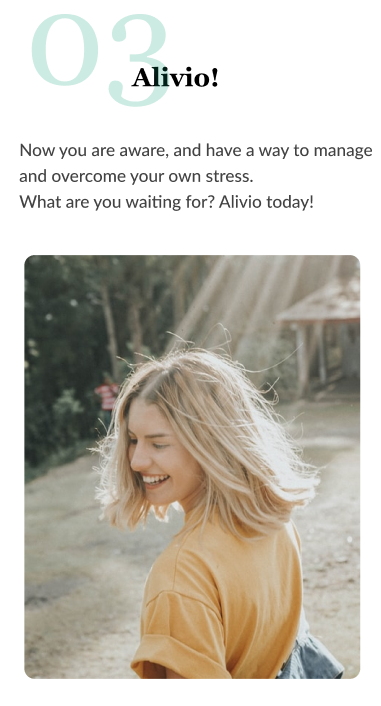 03
Alivio!
Now you are aware, and have a way to manage
and overcome your own stress.
What are you waiting for? Alivio today!